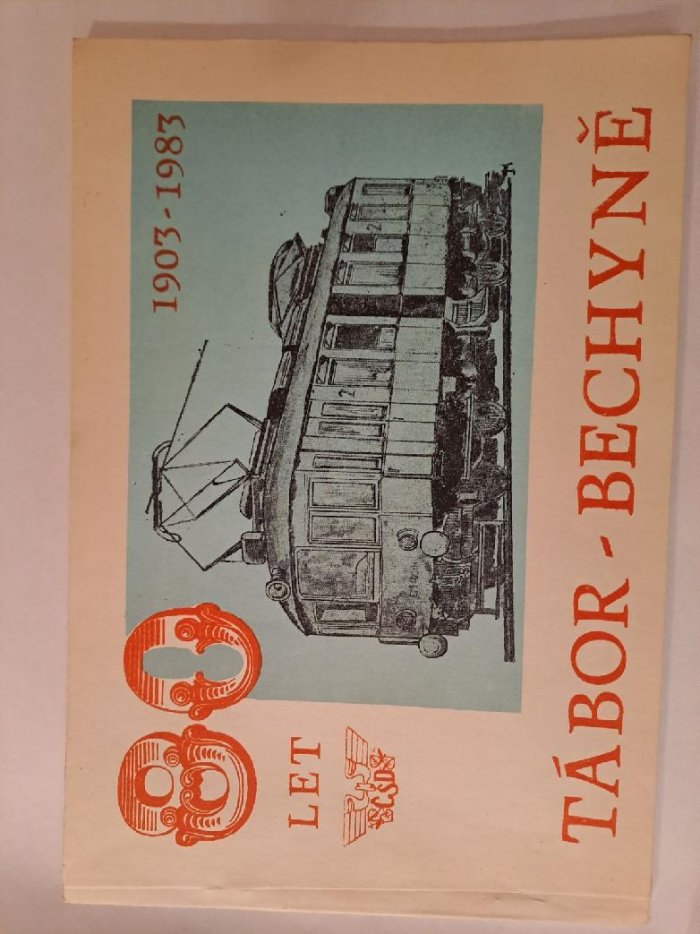 80
1903-1983
LET
ČSD
2
2
TÁBOR - BECHYNĚ